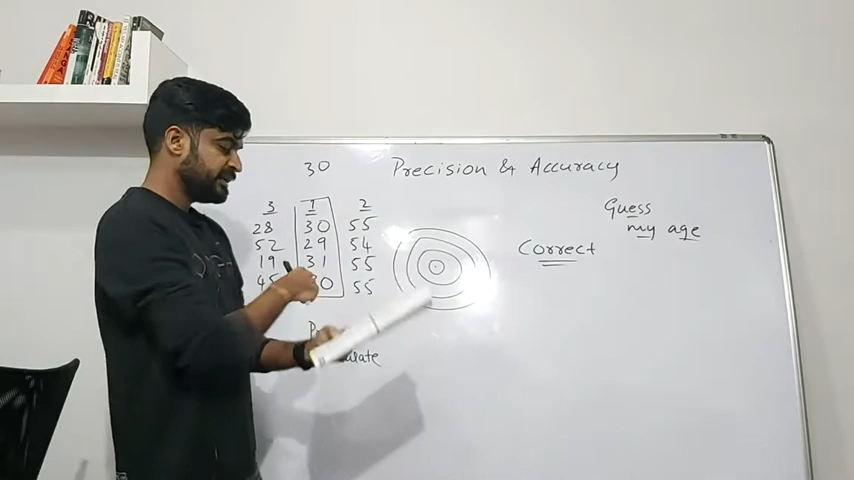 30
Precision & Accuracy
Guess
my age
Correct
3 1 2
28 30 55
52 29 54
19 31 55
30 55